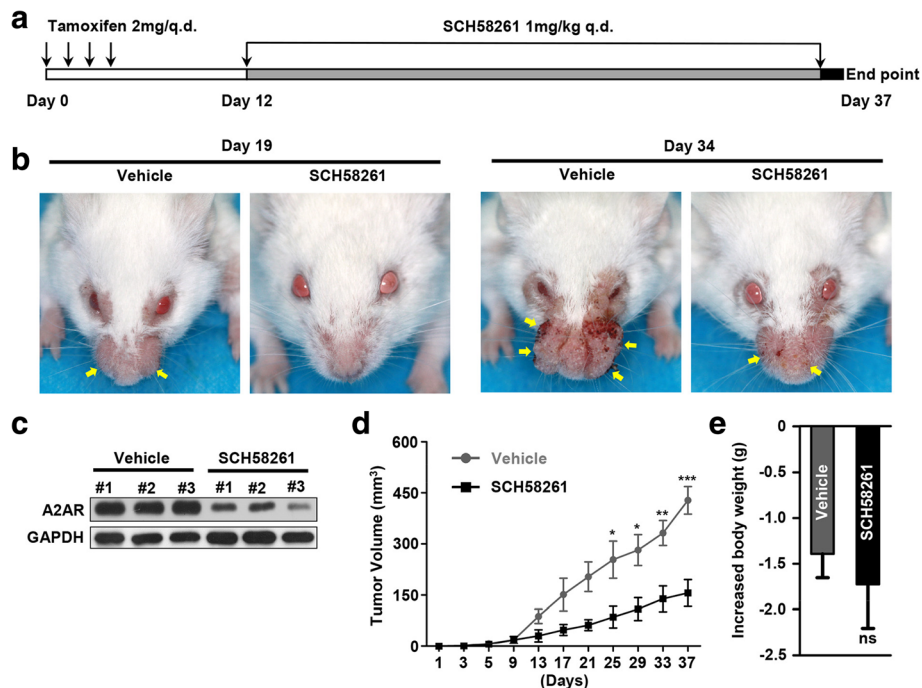 a
Tamoxifen 2mg/q.d.
SCH58261 1mg/kg q.d.
End point
Day 0
Day 12
Day 37
b
Day 19
Day 34
Vehicle
SCH58261
Vehicle
SCH58261
c
Vehicle
SCH58261
#1 #2 #3 #1 #2 #3
A2AR
GAPDH
d
Tumor Volume (mm³)
600
450
300
150
0
Vehicle
SCH58261
*
*
**
***
1 3 5 9 13 17 21 25 29 33 37
(Days)
e
Increased body weight (g)
0
-0.5
-1.0
-1.5
-2.0
-2.5
Vehicle
SCH58261
ns